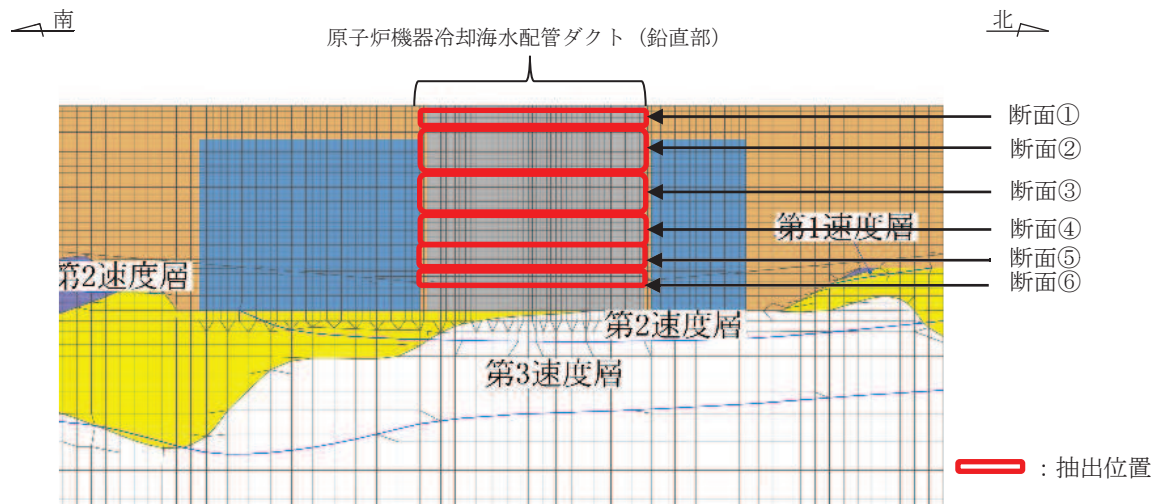 南
北
原子炉機器冷却海水配管ダクト（鉛直部）
断面①
断面②
断面③
断面④
第1速度層
断面⑤
第2速度層
断面⑥
第2速度層
第3速度層
：抽出位置